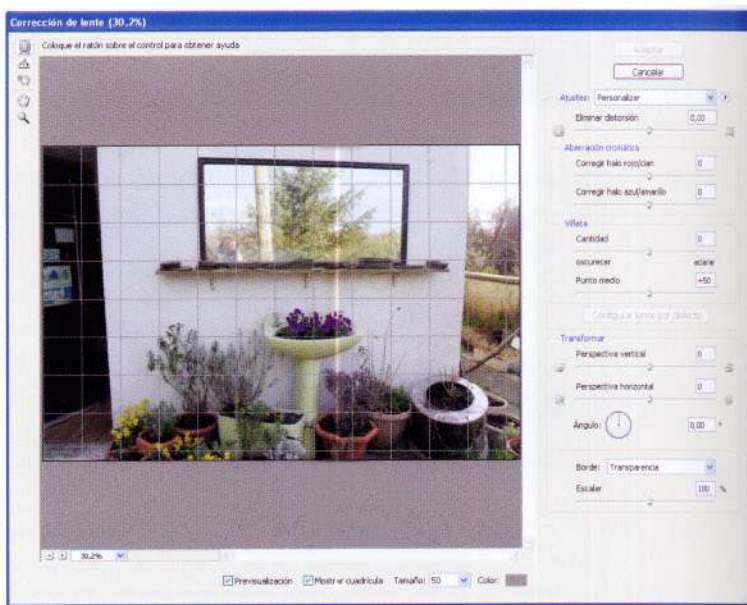 Corrección de lente (30,2%)
Coloque el ratón sobre el control para obtener ayuda
Aceptar
Cancelar
Ajustes: Personalizar
Eliminar distorsión 0,00
Aberración cromática
Corregir halo rojo/cian 0
Corregir halo azul/amarillo 0
Viñeta
Cantidad 0
oscurecer aclarar
Punto medio +50
Configurar lente por defecto
Transformar
Perspectiva vertical 0
Perspectiva horizontal 0
Ángulo: 0,00 °
Borde: Transparencia
Escalar 100 %
30,2%
Previsualización Mostrar cuadrícula Tamaño: 50 Color: